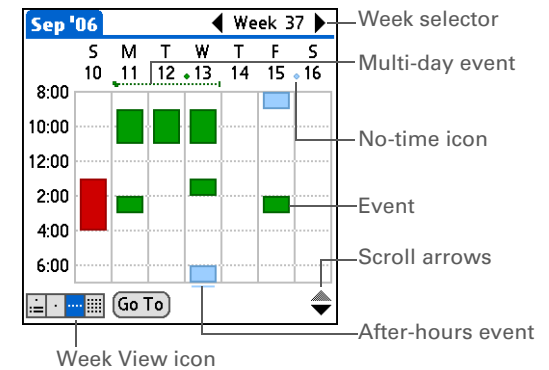 Sep '06 Week 37 Week selector
S M T W T F S
10 11 12 13 14 15 16
Multi-day event
8:00
10:00
No-time icon
12:00
2:00
Event
4:00
6:00
Scroll arrows
Go To
After-hours event
Week View icon